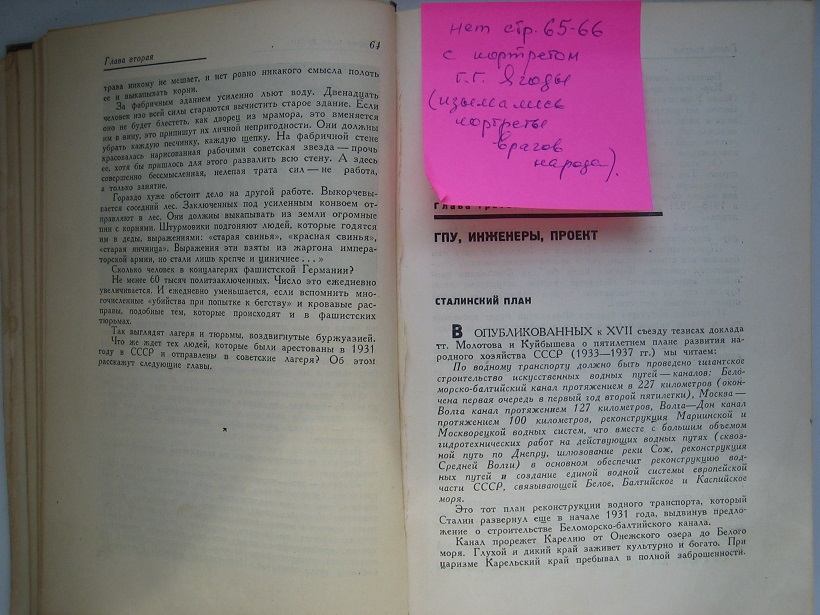 Глава вторая
64
трава никому не мешает, и нет ровно никакого смысла полоть
ее и выкапывать корни.
За фабричным зданием усиленно льют воду. Двенадцать
человек изо всей силы стараются вычистить старое здание. Если
оно не будет блестеть, как дворец из мрамора, это вменяется
им в вину, это припишут их личной непригодности. Они должны
убрать каждую песчинку, каждую щепку. На фабричной стене
красовалась нарисованная рабочими советская звезда — прочь
ее, хотя бы пришлось для этого развалить всю стену. А здесь
совершенно бессмысленная, нелепая трата сил — не работа,
а только занятие.
Гораздо хуже обстоит дело на другой работе. Выкорчевы-
вается соседний лес. Заключенных под усиленным конвоем от-
правляют в лес. Они должны выкапывать из земли огромные
пни с корнями. Штурмовики подгоняют людей, которые годятся
им в деды, выражениями: «старая свинья», «красная свинья»,
«старая яичница». Выражения эти взяты из жаргона импера-
торской армии, но стали лишь крепче и циничнее . . .»
Сколько человек в концлагерях фашистской Германии?
Не менее 60 тысяч политзаключенных. Число это ежедневно
увеличивается. И ежедневно уменьшается, если вспомнить мно-
гочисленные «убийства при попытке к бегству» и кровавые рас-
правы, подобные тем, которые происходят и в фашистских
тюрьмах.
Так выглядят лагеря и тюрьмы, воздвигнутые буржуазией.
Что же ждет тех людей, которые были арестованы в 1931
году в СССР и отправлены в советские лагеря? Об этом
расскажут следующие главы.
нет стр. 65-66
с портретом
Г.Г. Ягоды
(изымались
портреты
врагов
народа).
Глава
ГПУ, ИНЖЕНЕРЫ, ПРОЕКТ
СТАЛИНСКИЙ ПЛАН
В ОПУБЛИКОВАННЫХ к XVII съезду тезисах доклада
тт. Молотова и Куйбышева о пятилетнем плане развития на-
родного хозяйства СССР (1933—1937 гг.) мы читаем:
По водному транспорту должно быть проведено гигантское
строительство искусственных водных путей — каналов: Бело-
морско-балтийский канал протяжением в 227 километров (окон-
чена первая очередь в первый год второй пятилетки), Москва —
Волга канал протяжением 127 километров, Волга—Дон канал
протяжением 100 километров, реконструкция Мариинской и
Москворецкой водных систем, что вместе с большим объемом
гидротехнических работ на действующих водных путях (сквоз-
ной путь по Днепру, шлюзование реки Сож, реконструкция
Средней Волги) в основном обеспечит реконструкцию вод-
ных путей и создание единой водной системы европейской
части СССР, связывающей Белое, Балтийское и Каспийское
моря.
Это тот план реконструкции водного транспорта, который
Сталин развернул еще в начале 1931 года, выдвинув предло-
жение о строительстве Беломорско-балтийского канала.
Канал прорежет Карелию от Онежского озера до Белого
моря. Глухой и дикий край заживет культурно и богато. При
царизме Карельский край пребывал в полной заброшенности.